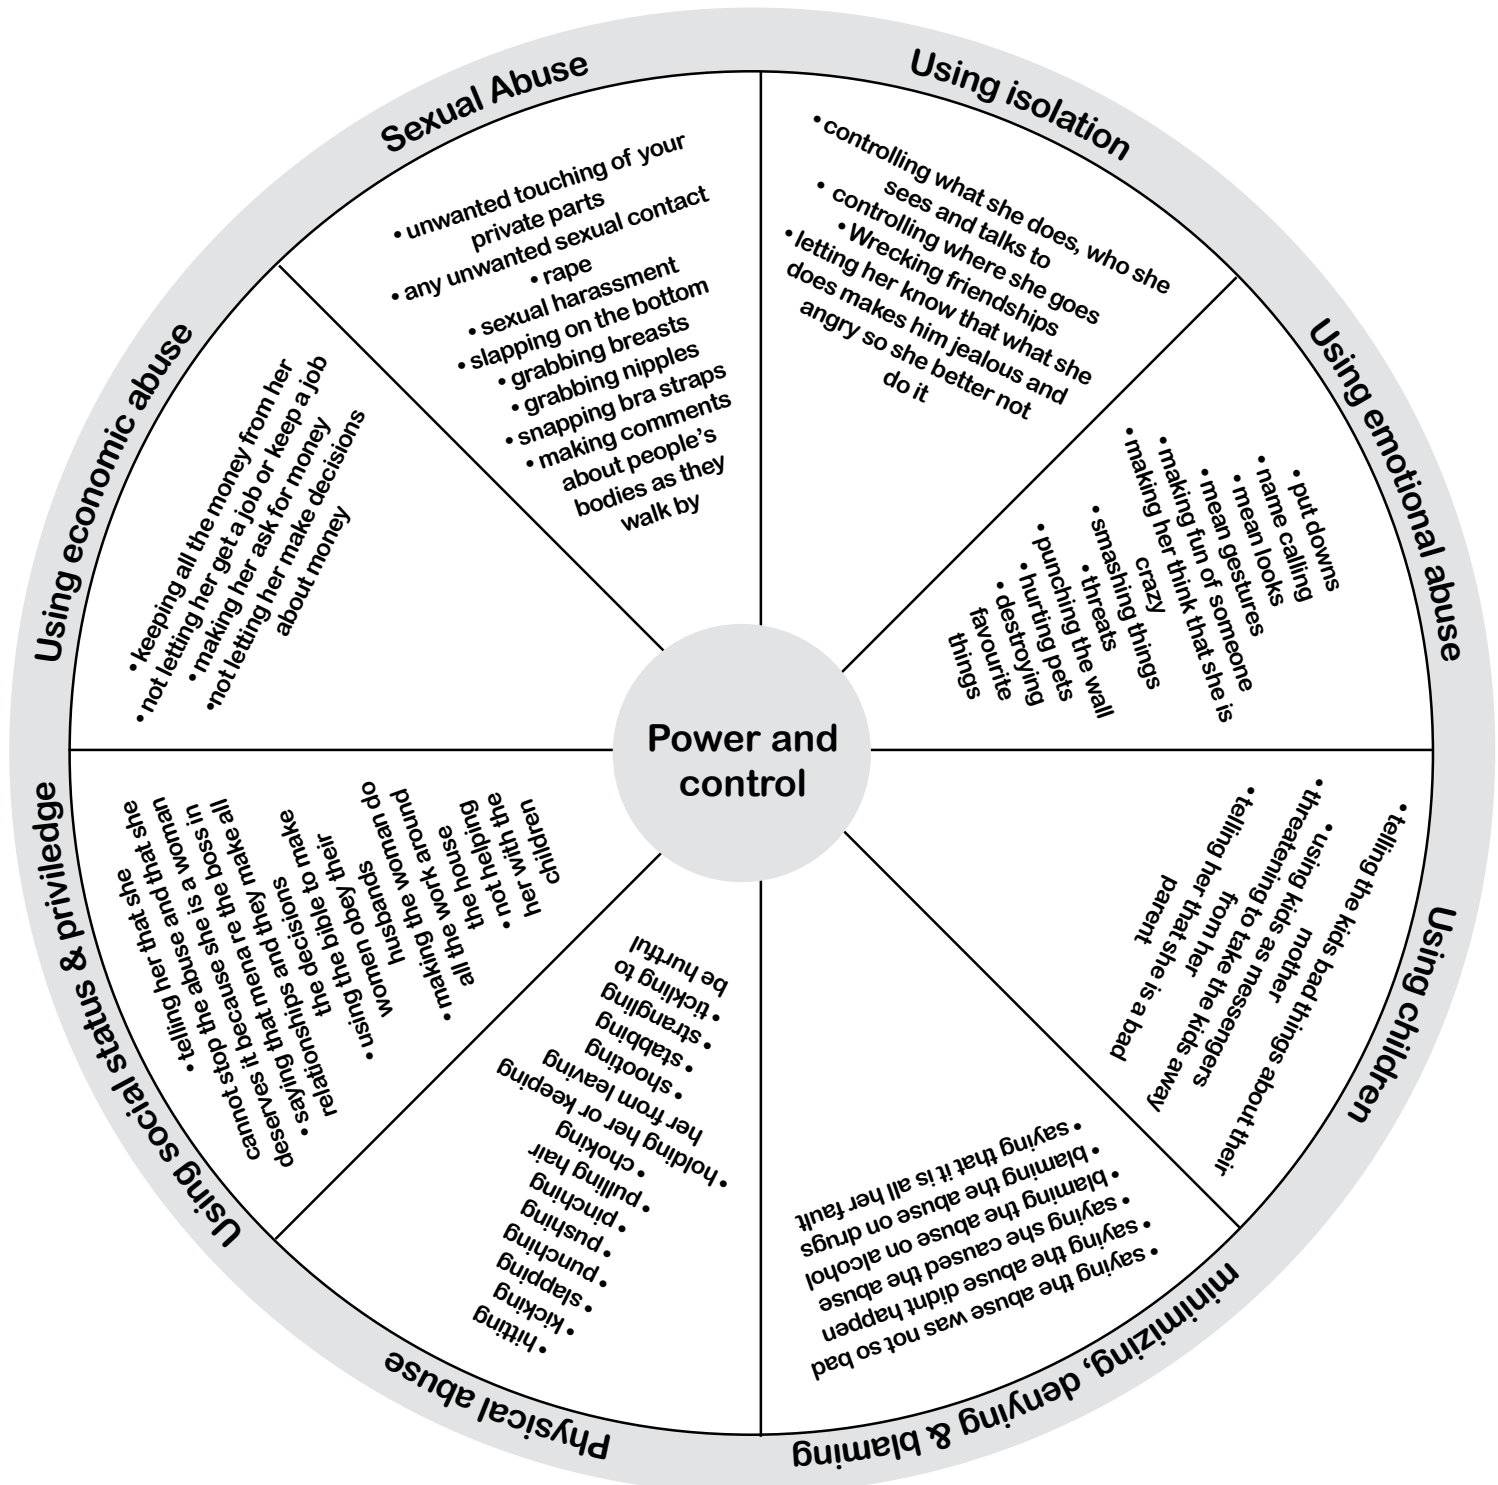 Power and
control
Using isolation
• controlling what she does, who she
sees and talks to
• controlling where she goes
• Wrecking friendships
• letting her know that what she
does makes him jealous and
angry so she better not
do it
Using emotional abuse
• put downs
• name calling
• mean looks
• mean gestures
• making fun of someone
• making her think that she is
crazy
• smashing things
• threats
• punching the wall
• hurting pets
• destroying
favourite
things
Using children
• telling the kids bad things about their
mother
• using kids as messengers
• threatening to take the kids away
from her
• telling her that she is a bad
parent
minimizing, denying & blaming
• saying the abuse was not so bad
• saying the abuse didnt happen
• saying she caused the abuse
• blaming the abuse on alcohol
• blaming the abuse on drugs
• saying that it is all her fault
Physical abuse
• hitting
• kicking
• slapping
• punching
• pushing
• pinching
• pulling hair
• choking
• holding her or keeping
her from leaving
• shooting
• stabbing
• strangling
• tickling to
be hurtful
Using social status & priviledge
• telling her that she
cannot stop the abuse and that she
deserves it because she is a woman
• saying that mena re the boss in
relationships and they make all
the decisions
• using the bible to make
women obey their
husbands
• making the woman do
all the work around
the house
• not helping
her with the
children
Using economic abuse
• keeping all the money from her
• not letting her get a job or keep a job
• making her ask for money
•not letting her make decisions
about money
Sexual Abuse
• unwanted touching of your
private parts
• any unwanted sexual contact
• rape
• sexual harassment
• slapping on the bottom
• grabbing breasts
• grabbing nipples
• snapping bra straps
• making comments
about people's
bodies as they
walk by